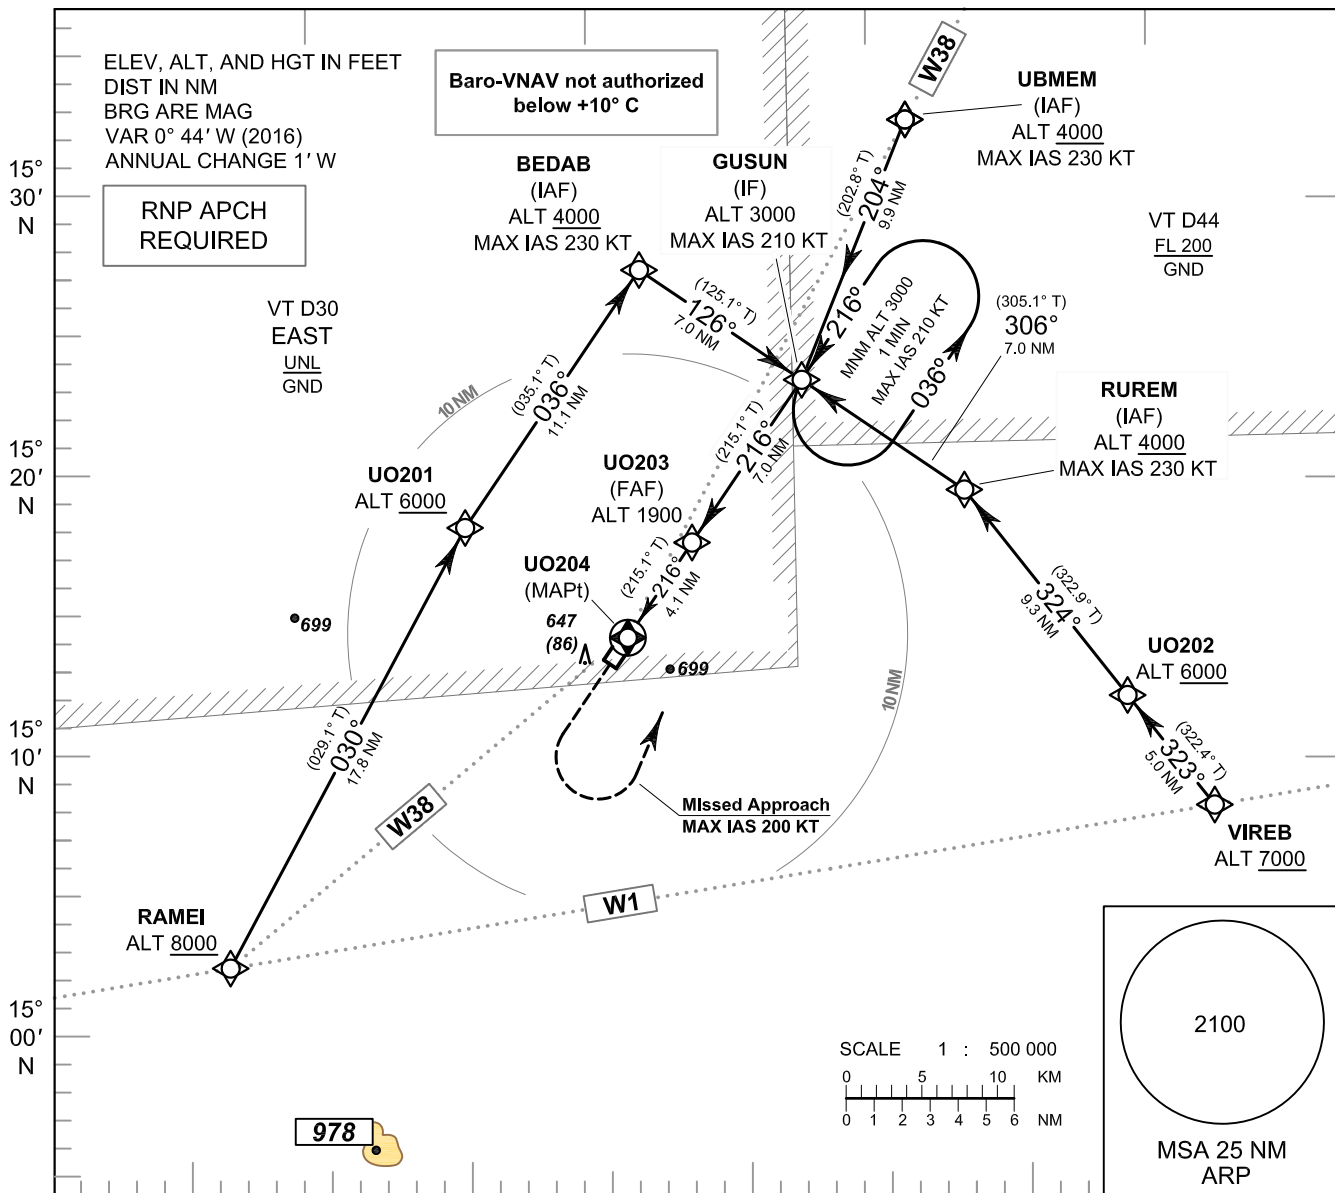 ELEV, ALT, AND HGT IN FEET
DIST IN NM
BRG ARE MAG
VAR 0° 44′ W (2016)
ANNUAL CHANGE 1′ W
RNP APCH
REQUIRED
Baro-VNAV not authorized
below +10° C
W38
UBMEM
(IAF)
ALT 4000
MAX IAS 230 KT
BEDAB
(IAF)
ALT 4000
MAX IAS 230 KT
GUSUN
(IF)
ALT 3000
MAX IAS 210 KT
(202.8° T)
204°
9.9 NM
VT D44
FL 200
GND
15°
30′
N
VT D30
EAST
UNL
GND
(125.1° T)
126°
7.0 NM
216°
MNM ALT 3000
1 MIN
MAX IAS 210 KT
036°
(305.1° T)
306°
7.0 NM
(035.1° T)
036°
11.1 NM
10 NM
RUREM
(IAF)
ALT 4000
MAX IAS 230 KT
(215.1° T)
216°
7.0 NM
15°
20′
N
UO201
ALT 6000
UO203
(FAF)
ALT 1900
UO204
(MAPt)
(215.1° T)
216°
4.1 NM
(322.9° T)
324°
9.3 NM
699
647
(86)
699
UO202
ALT 6000
10 NM
15°
10′
N
(029.1° T)
030°
17.8 NM
(322.4° T)
323°
5.0 NM
W38
MIssed Approach
MAX IAS 200 KT
VIREB
ALT 7000
W1
RAMEI
ALT 8000
15°
00′
N
2100
MSA 25 NM
ARP
SCALE 1 : 500 000
0 5 10 KM
0 1 2 3 4 5 6 NM
978